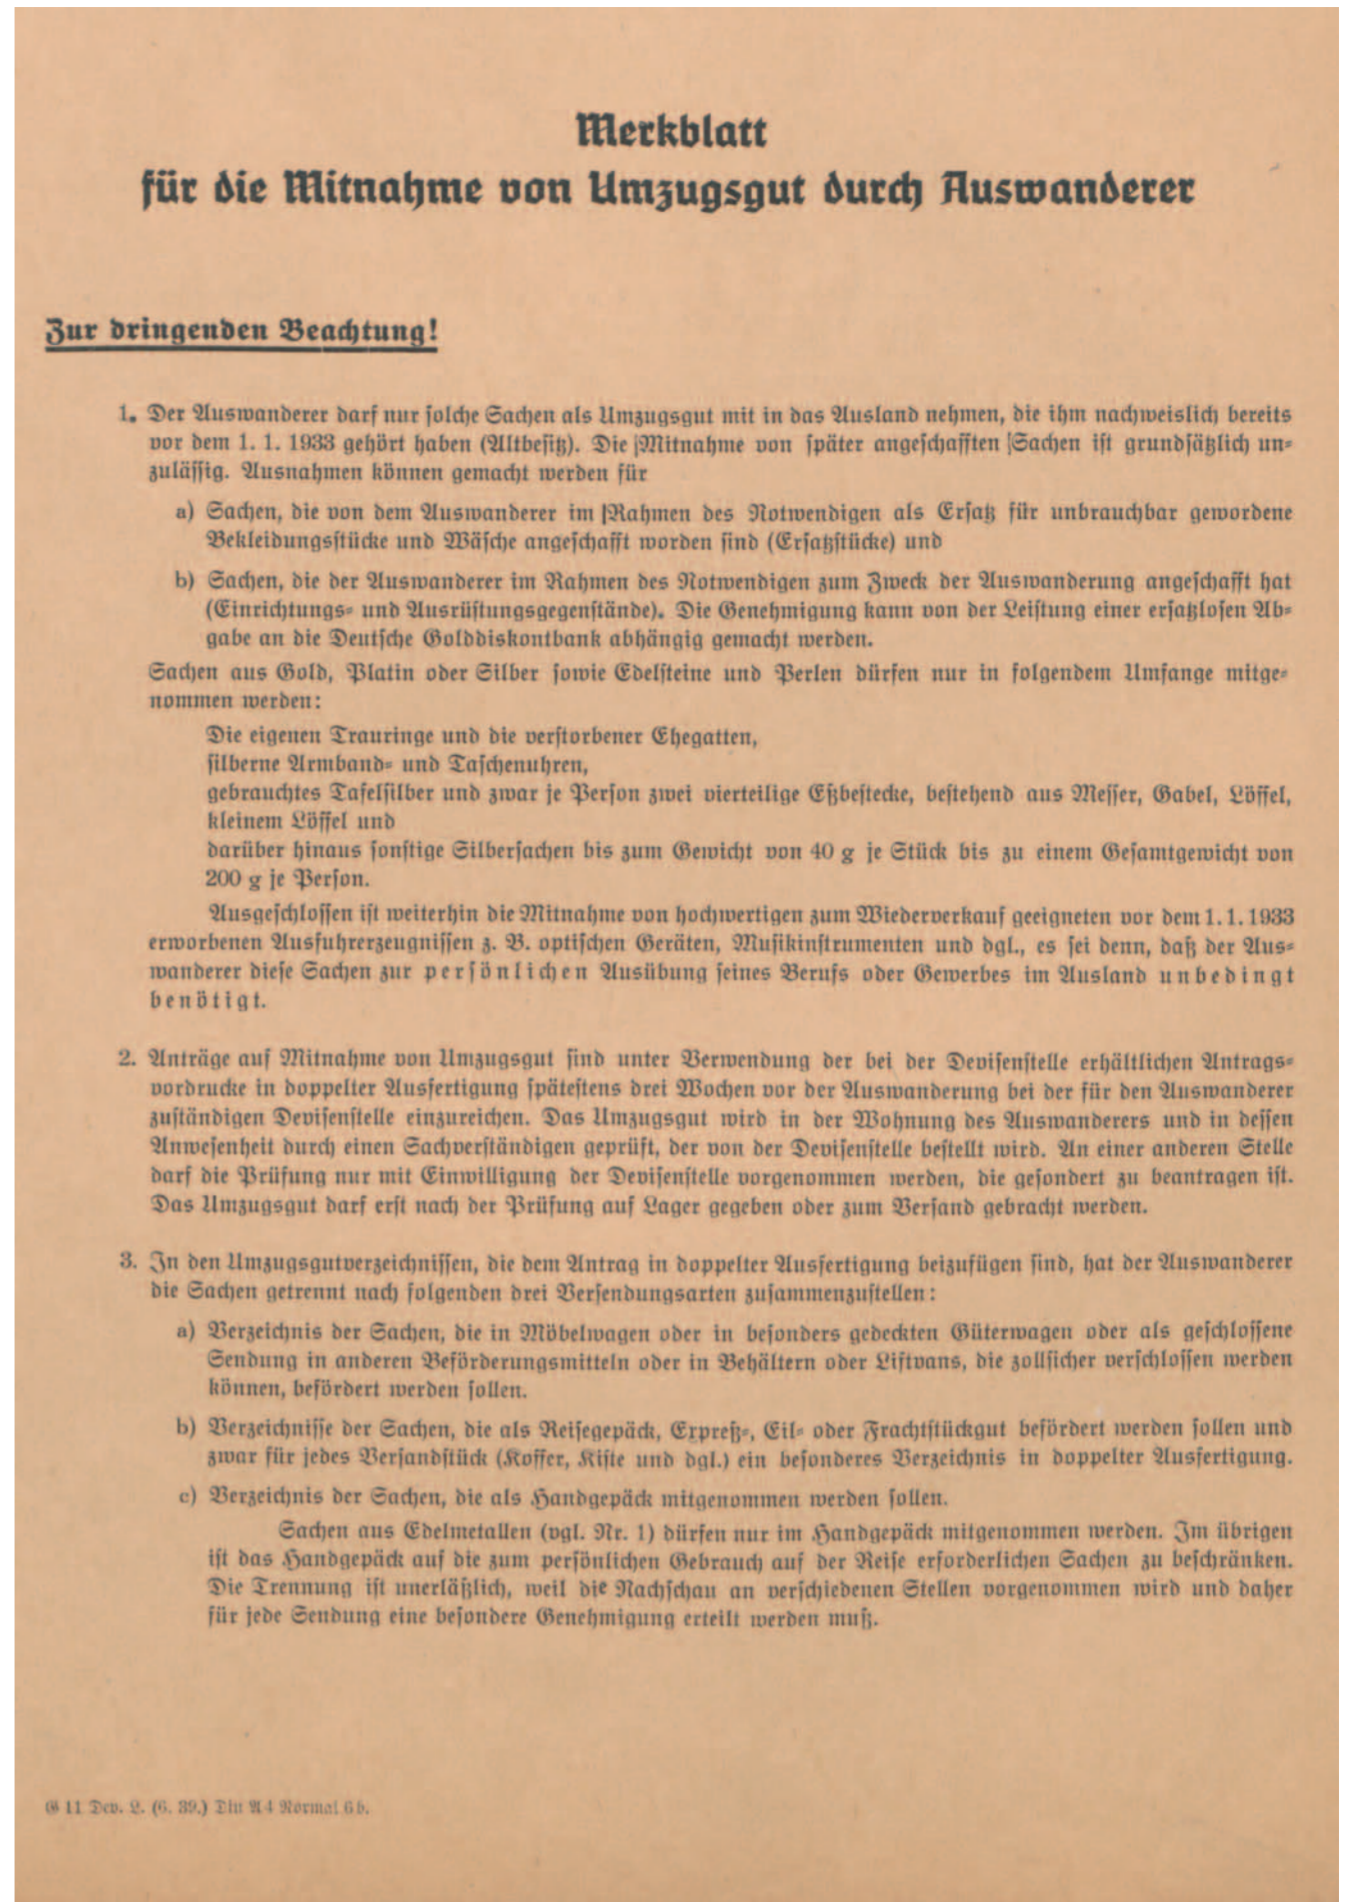 Merkblatt
für die Mitnahme von Umzugsgut durch Auswanderer
Zur dringenden Beachtung!
1. Der Auswanderer darf nur solche Sachen als Umzugsgut mit in das Ausland nehmen, die ihm nachweislich bereits
vor dem 1. 1. 1933 gehört haben (Altbesitz). Die Mitnahme von später angeschafften Sachen ist grundsätzlich un-
zulässig. Ausnahmen können gemacht werden für
a) Sachen, die von dem Auswanderer im Rahmen des Notwendigen als Ersatz für unbrauchbar gewordene
Bekleidungsstücke und Wäsche angeschafft worden sind (Ersatzstücke) und
b) Sachen, die der Auswanderer im Rahmen des Notwendigen zum Zweck der Auswanderung angeschafft hat
(Einrichtungs- und Ausrüstungsgegenstände). Die Genehmigung kann von der Leistung einer ersatzlosen Ab-
gabe an die Deutsche Golddiskontbank abhängig gemacht werden.
Sachen aus Gold, Platin oder Silber sowie Edelsteine und Perlen dürfen nur in folgendem Umfange mitge-
nommen werden:
Die eigenen Trauringe und die verstorbener Ehegatten,
silberne Armband- und Taschenuhren,
gebrauchtes Tafelsilber und zwar je Person zwei vierteilige Eßbestecke, bestehend aus Messer, Gabel, Löffel,
kleinem Löffel und
darüber hinaus sonstige Silbersachen bis zum Gewicht von 40 g je Stück bis zu einem Gesamtgewicht von
200 g je Person.
Ausgeschlossen ist weiterhin die Mitnahme von hochwertigen zum Wiederverkauf geeigneten vor dem 1. 1. 1933
erworbenen Ausfuhrerzeugnissen z. B. optischen Geräten, Musikinstrumenten und dgl., es sei denn, daß der Aus-
wanderer diese Sachen zur persönlichen Ausübung seines Berufs oder Gewerbes im Ausland unbedingt
benötigt.
2. Anträge auf Mitnahme von Umzugsgut sind unter Verwendung der bei der Devisenstelle erhältlichen Antrags-
vordrucke in doppelter Ausfertigung spätestens drei Wochen vor der Auswanderung bei der für den Auswanderer
zuständigen Devisenstelle einzureichen. Das Umzugsgut wird in der Wohnung des Auswanderers und in dessen
Anwesenheit durch einen Sachverständigen geprüft, der von der Devisenstelle bestellt wird. An einer anderen Stelle
darf die Prüfung nur mit Einwilligung der Devisenstelle vorgenommen werden, die gesondert zu beantragen ist.
Das Umzugsgut darf erst nach der Prüfung auf Lager gegeben oder zum Versand gebracht werden.
3. In den Umzugsgutverzeichnissen, die dem Antrag in doppelter Ausfertigung beizufügen sind, hat der Auswanderer
die Sachen getrennt nach folgenden drei Versendungsarten zusammenzustellen:
a) Verzeichnis der Sachen, die in Möbelwagen oder in besonders gedeckten Güterwagen oder als geschlossene
Sendung in anderen Beförderungsmitteln oder in Behältern oder Liftvans, die zollsicher verschlossen werden
können, befördert werden sollen.
b) Verzeichnisse der Sachen, die als Reisegepäck, Expreß-, Eil- oder Frachtstückgut befördert werden sollen und
zwar für jedes Versandstück (Koffer, Kiste und dgl.) ein besonderes Verzeichnis in doppelter Ausfertigung.
c) Verzeichnis der Sachen, die als Handgepäck mitgenommen werden sollen.
Sachen aus Edelmetallen (vgl. Nr. 1) dürfen nur im Handgepäck mitgenommen werden. Im übrigen
ist das Handgepäck auf die zum persönlichen Gebrauch auf der Reise erforderlichen Sachen zu beschränken.
Die Trennung ist unerläßlich, weil die Nachschau an verschiedenen Stellen vorgenommen wird und daher
für jede Sendung eine besondere Genehmigung erteilt werden muß.
G 11 Dev. L. (6. 39.) Din A4 Normal 6b.